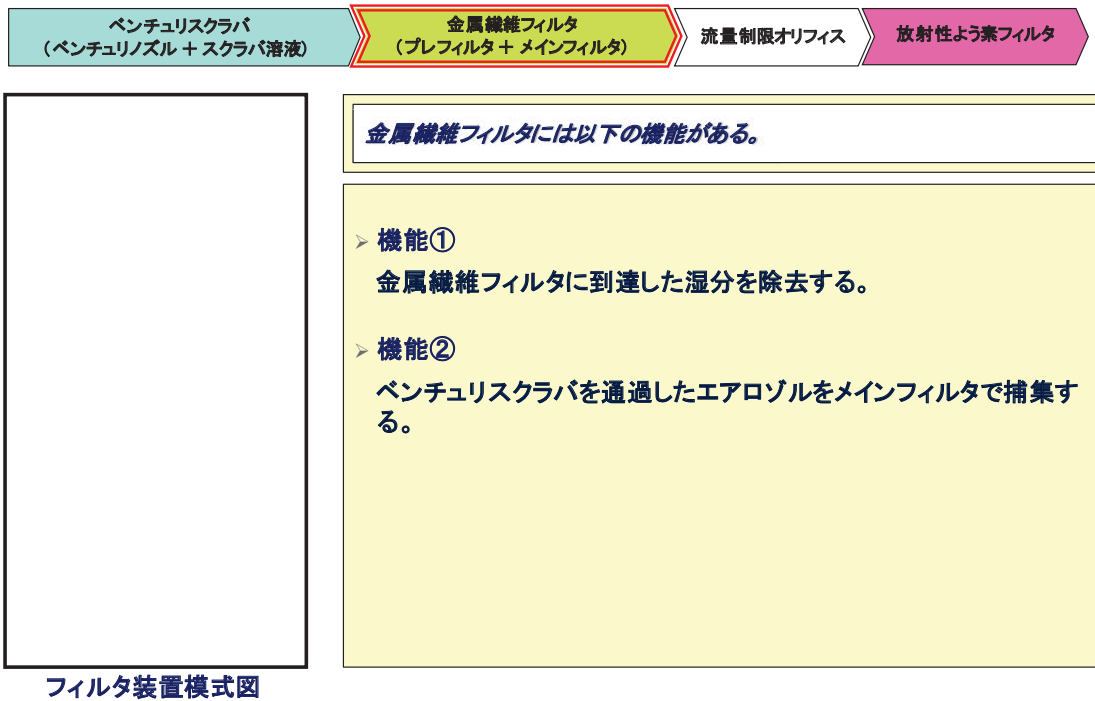 ベンチュリスクラバ
(ベンチュリノズル + スクラバ溶液)
金属繊維フィルタ
(プレフィルタ + メインフィルタ)
流量制限オリフィス
放射性よう素フィルタ
金属繊維フィルタには以下の機能がある。
➢ 機能①
金属繊維フィルタに到達した湿分を除去する。
➢ 機能②
ベンチュリスクラバを通過したエアロゾルをメインフィルタで捕集す
る。
フィルタ装置模式図